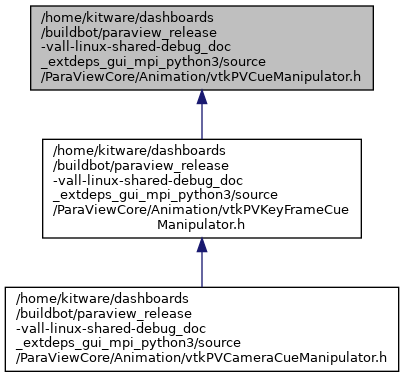 /home/kitware/dashboards
/buildbot/paraview_release
-vall-linux-shared-debug_doc
_extdeps_gui_mpi_python3/source
/ParaViewCore/Animation/vtkPVCueManipulator.h
/home/kitware/dashboards
/buildbot/paraview_release
-vall-linux-shared-debug_doc
_extdeps_gui_mpi_python3/source
/ParaViewCore/Animation/vtkPVKeyFrameCue
Manipulator.h
/home/kitware/dashboards
/buildbot/paraview_release
-vall-linux-shared-debug_doc
_extdeps_gui_mpi_python3/source
/ParaViewCore/Animation/vtkPVCameraCueManipulator.h